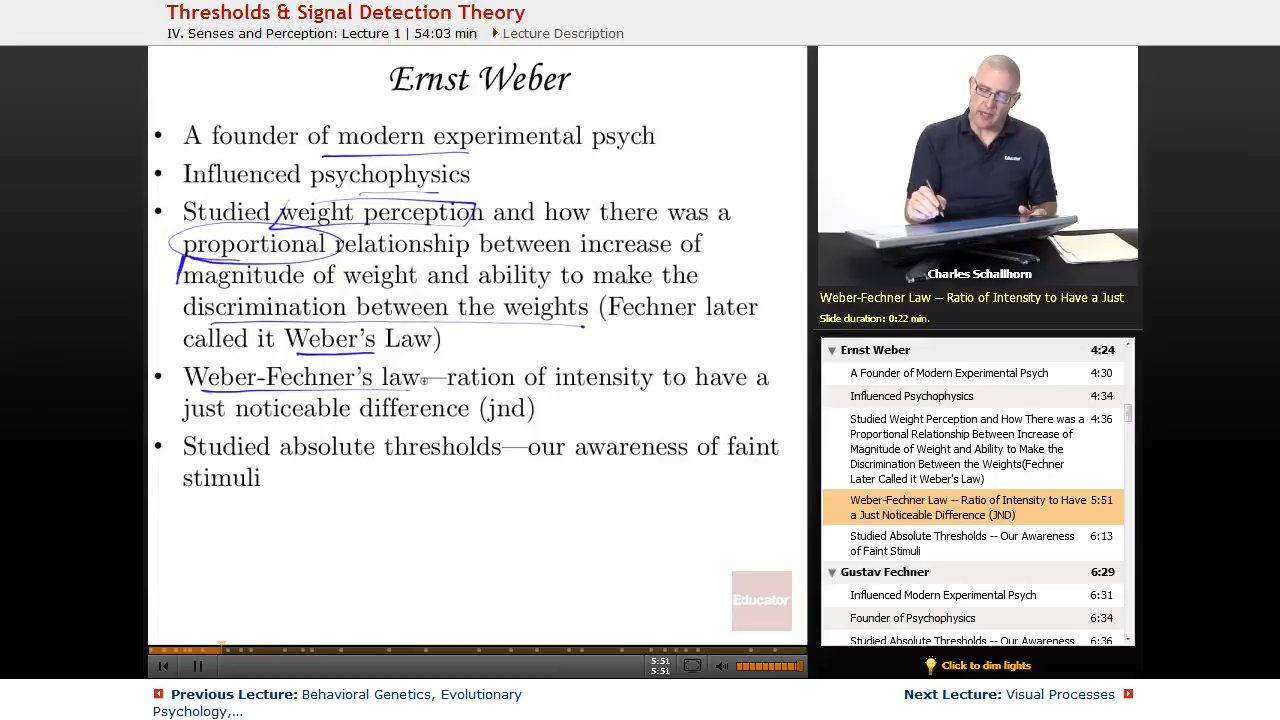 Thresholds & Signal Detection Theory
IV. Senses and Perception: Lecture 1 | 54:03 min
Lecture Description
Ernst Weber
• A founder of modern experimental psych
• Influenced psychophysics
• Studied weight perception and how there was a
proportional relationship between increase of
magnitude of weight and ability to make the
discrimination between the weights (Fechner later
called it Weber's Law)
• Weber-Fechner's law—ration of intensity to have a
just noticeable difference (jnd)
• Studied absolute thresholds—our awareness of faint
stimuli
Educator
5:51
5:51
Educator
Charles Schallhorn
Weber-Fechner Law -- Ratio of Intensity to Have a Just
Slide duration: 0:22 min.
Ernst Weber 4:24
A Founder of Modern Experimental Psych 4:30
Influenced Psychophysics 4:34
Studied Weight Perception and How There was a 4:36
Proportional Relationship Between Increase of
Magnitude of Weight and Ability to Make the
Discrimination Between the Weights(Fechner
Later Called it Weber's Law)
Weber-Fechner Law -- Ratio of Intensity to Have 5:51
a Just Noticeable Difference (JND)
Studied Absolute Thresholds -- Our Awareness 6:13
of Faint Stimuli
Gustav Fechner 6:29
Influenced Modern Experimental Psych 6:31
Founder of Psychophysics 6:34
Studied Absolute Thresholds -- Our Awareness 6:36
Click to dim lights
Previous Lecture: Behavioral Genetics, Evolutionary
Psychology,...
Next Lecture: Visual Processes